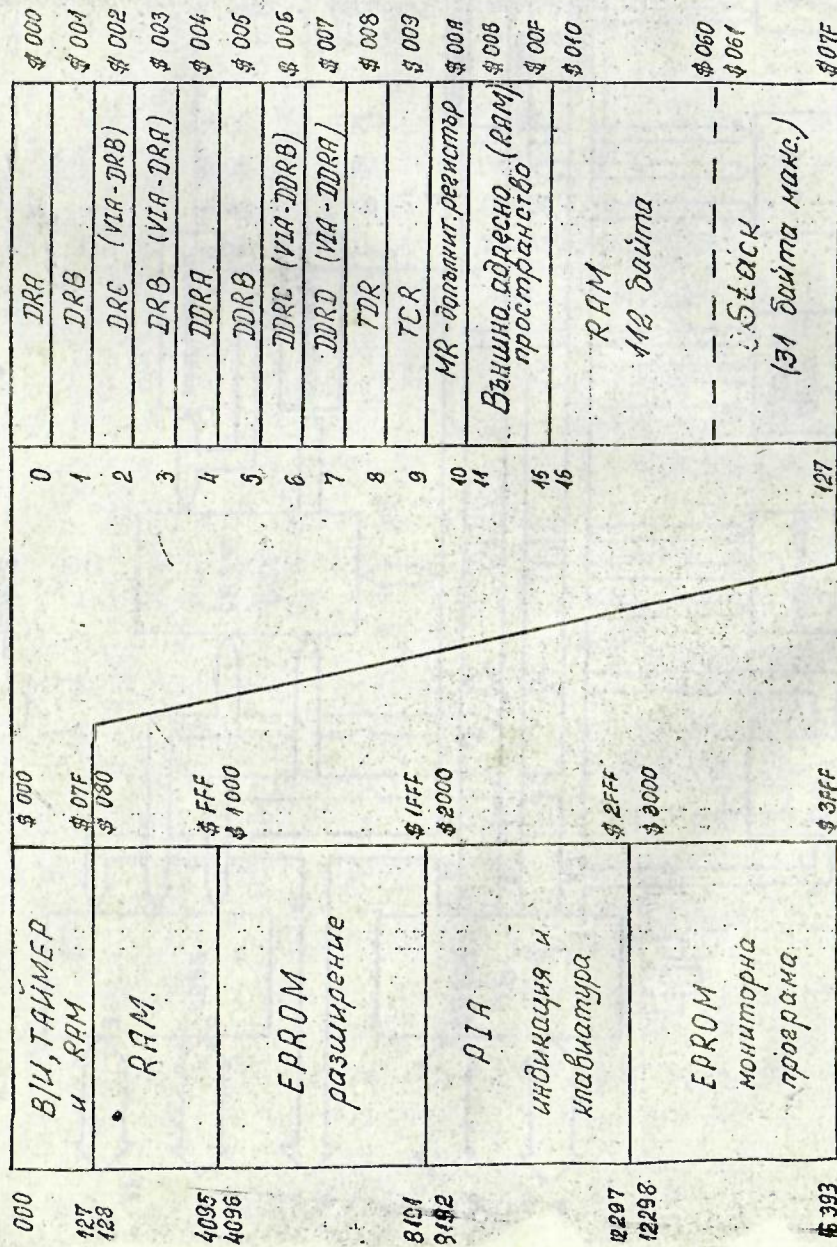 000
В/И, ТАЙМЕР
и RAM
$ 000
127
$ 07F
128
$ 080
RAM.
4095
$ FFF
4096
$ 1000
EPROM
разширение
8191
$ 1FFF
9192
$ 2000
PIA
индикация и
клавиатура
12297
$ 2FFF
12298
$ 3000
EPROM
мониторна
програма
16393
$ 3FFF
0 DRA $ 000
1 DRB $ 001
2 DRC (VIA-DRB) $ 002
3 DRB (VIA-DRA) $ 003
4 DDRA $ 004
5 DDRB $ 005
6 DDRC (VIA-DDRB) $ 006
7 DDRD (VIA-DDRA) $ 007
8 TDR $ 008
9 TCR $ 009
10 MR-допълнит. регистър $ 00A
11 $ 00B
Външно адресно (RAM)
пространство
15 $ 00F
16 $ 010
RAM
112 байта
$ 060
$ 061
Stack
(31 байта макс.)
127 $ 07F